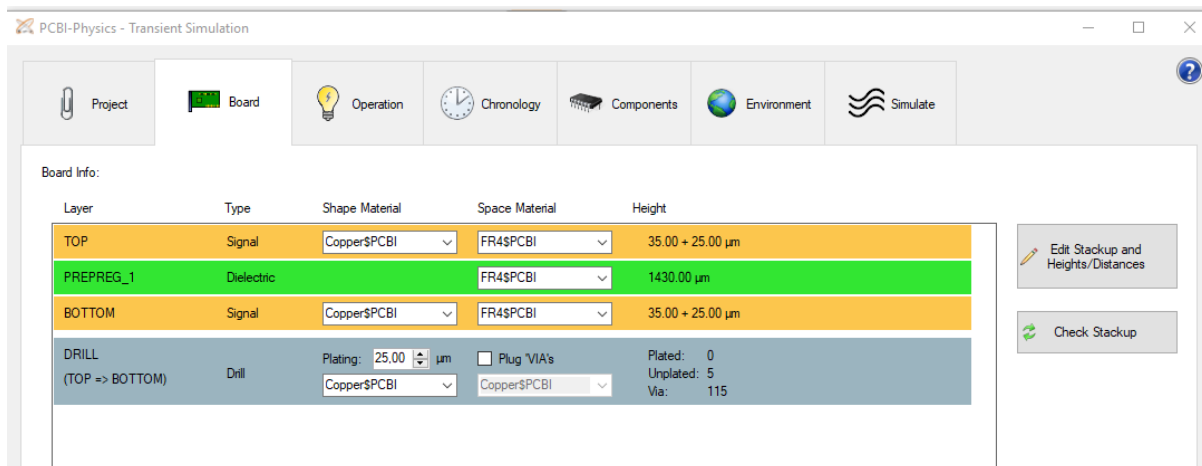 PCBI-Physics - Transient Simulation
Project Board Operation Chronology Components Environment Simulate
Board Info:
Layer Type Shape Material Space Material Height
TOP Signal Copper$PCBI FR4$PCBI 35.00 + 25.00 µm
PREPREG_1 Dielectric FR4$PCBI 1430.00 µm
BOTTOM Signal Copper$PCBI FR4$PCBI 35.00 + 25.00 µm
DRILL Plating: 25,00 µm Plug 'VIA's Plated: 0
(TOP => BOTTOM) Drill Copper$PCBI Copper$PCBI Unplated: 5
Via: 115
Edit Stackup and
Heights/Distances
Check Stackup